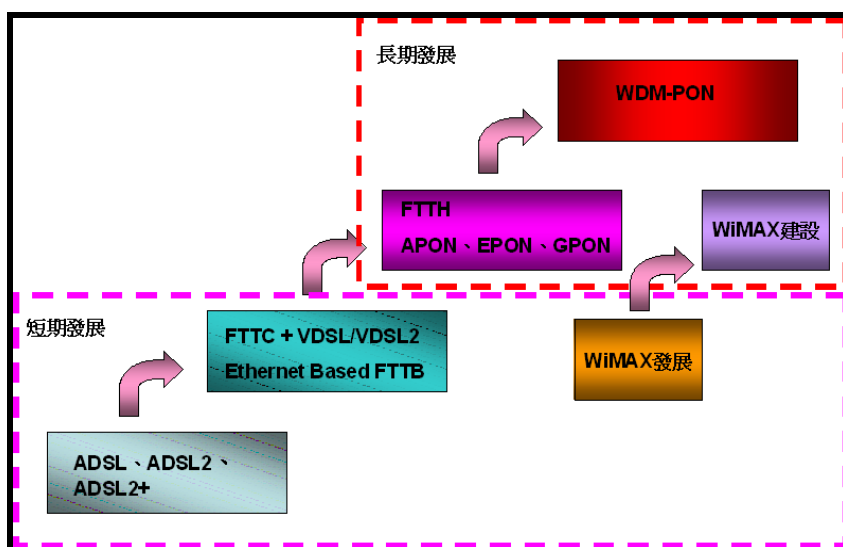 長期發展
WDM-PON
FTTH
APON、EPON、GPON
WiMAX建設
短期發展
FTTC + VDSL/VDSL2
Ethernet Based FTTB
WiMAX發展
ADSL、ADSL2、
ADSL2+